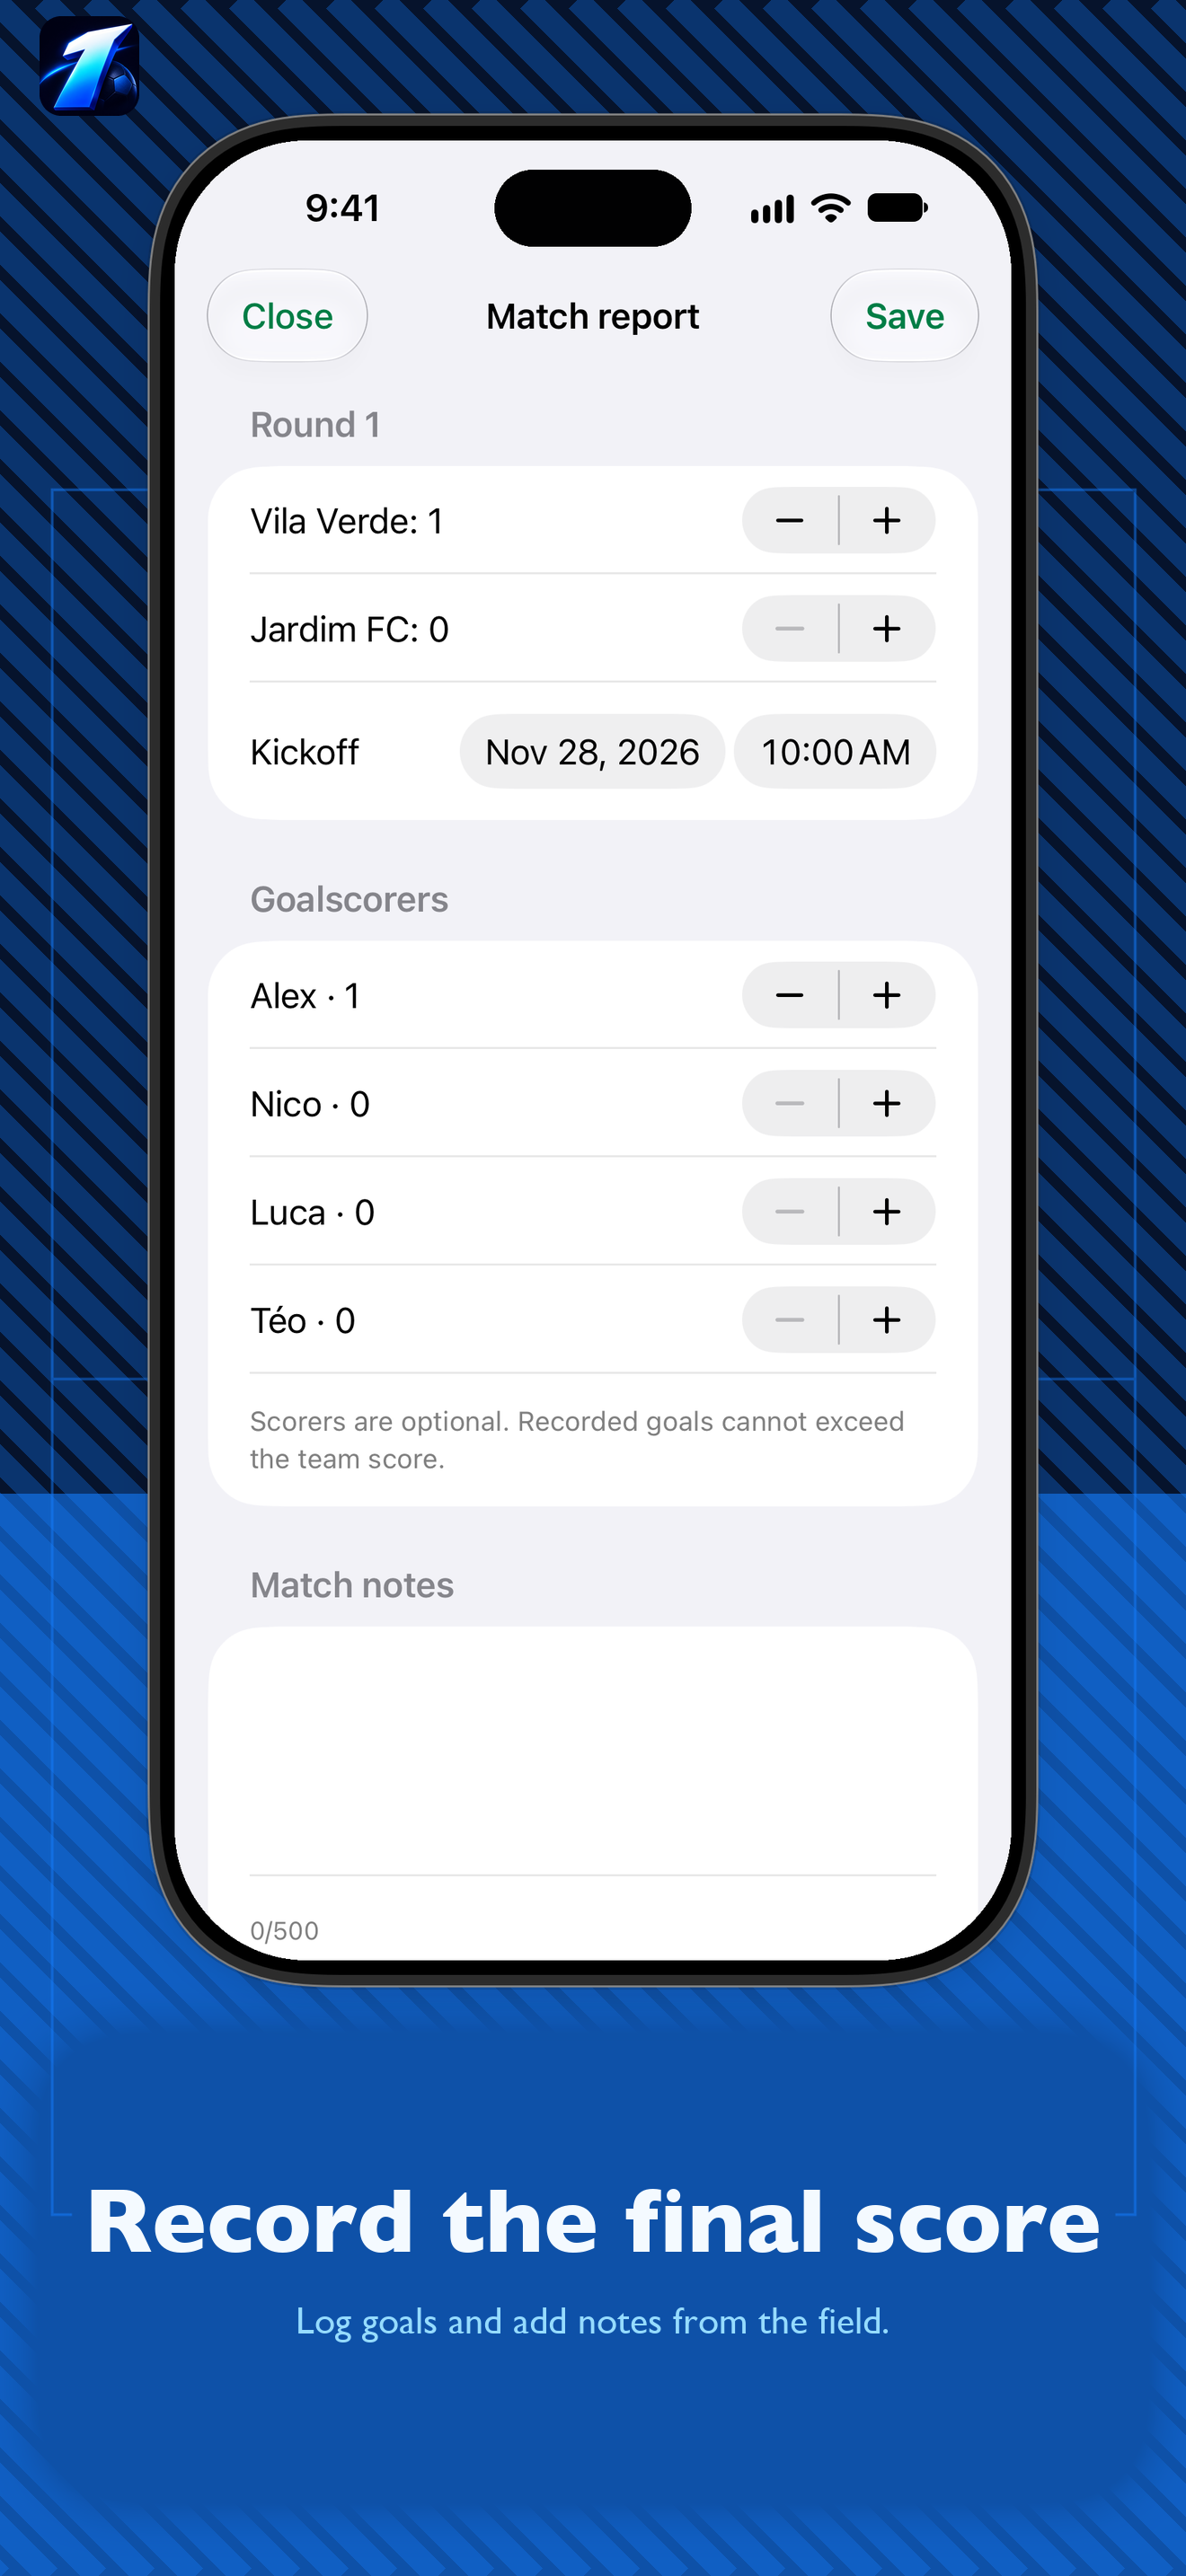 1
9:41
Close
Match report
Save
Round 1
Vila Verde: 1
Jardim FC: 0
Kickoff
Nov 28, 2026
10:00 AM
Goalscorers
Alex · 1
Nico · 0
Luca · 0
Téo · 0
Scorers are optional. Recorded goals cannot exceed
the team score.
Match notes
0/500
Record the final score
Log goals and add notes from the field.